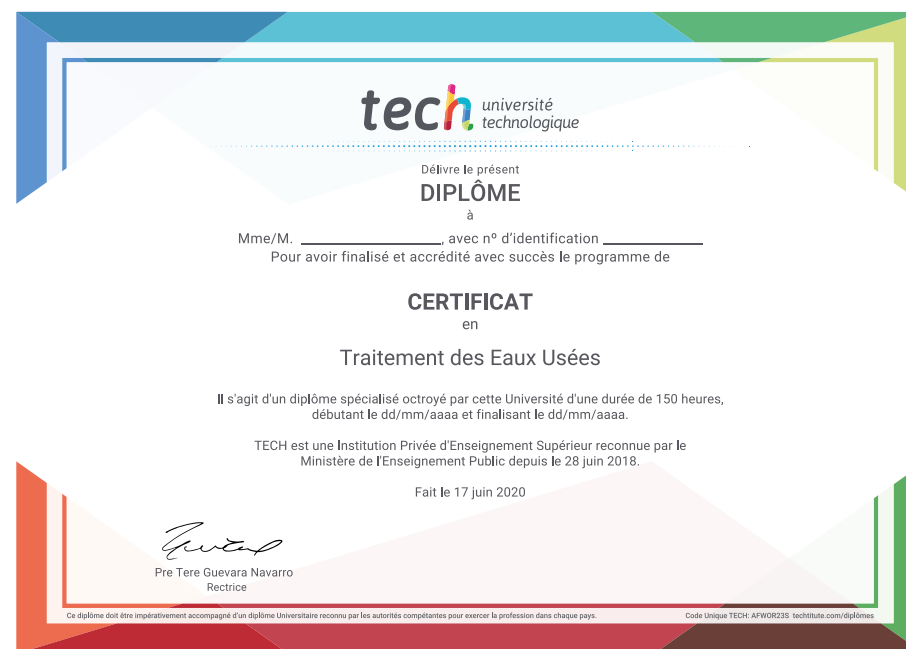 tech université
technologique
Délivre le présent
DIPLÔME
à
Mme/M. ____________________, avec nº d'identification ______________
Pour avoir finalisé et accrédité avec succès le programme de
CERTIFICAT
en
Traitement des Eaux Usées
Il s'agit d'un diplôme spécialisé octroyé par cette Université d'une durée de 150 heures,
débutant le dd/mm/aaaa et finalisant le dd/mm/aaaa.
TECH est une Institution Privée d'Enseignement Supérieur reconnue par le
Ministère de l'Enseignement Public depuis le 28 juin 2018.
Fait le 17 juin 2020
Pre Tere Guevara Navarro
Rectrice
Ce diplôme doit être impérativement accompagné d'un diplôme Universitaire reconnu par les autorités compétantes pour exercer la profession dans chaque pays. Code Unique TECH: AFWOR23S techtitute.com/diplômes